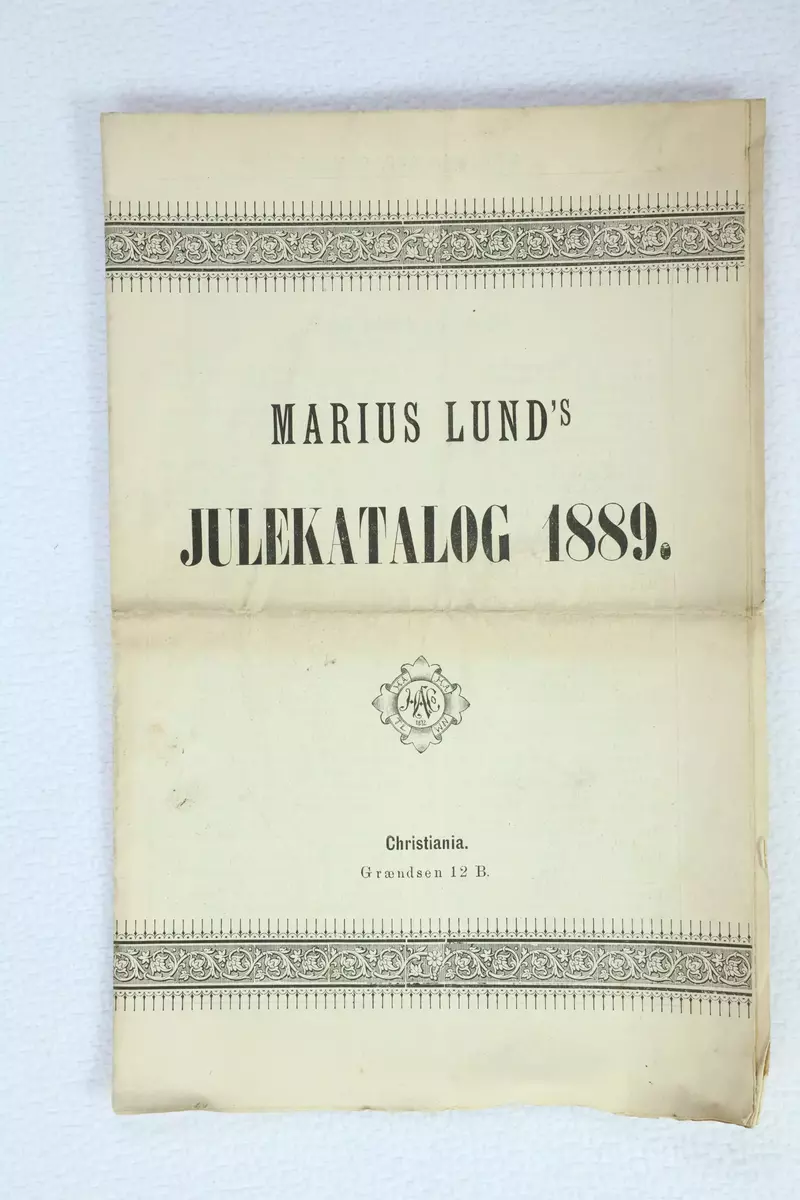 MARIUS LUND'S
JULEKATALOG 1889.
Christiania.
Grændsen 12 B.